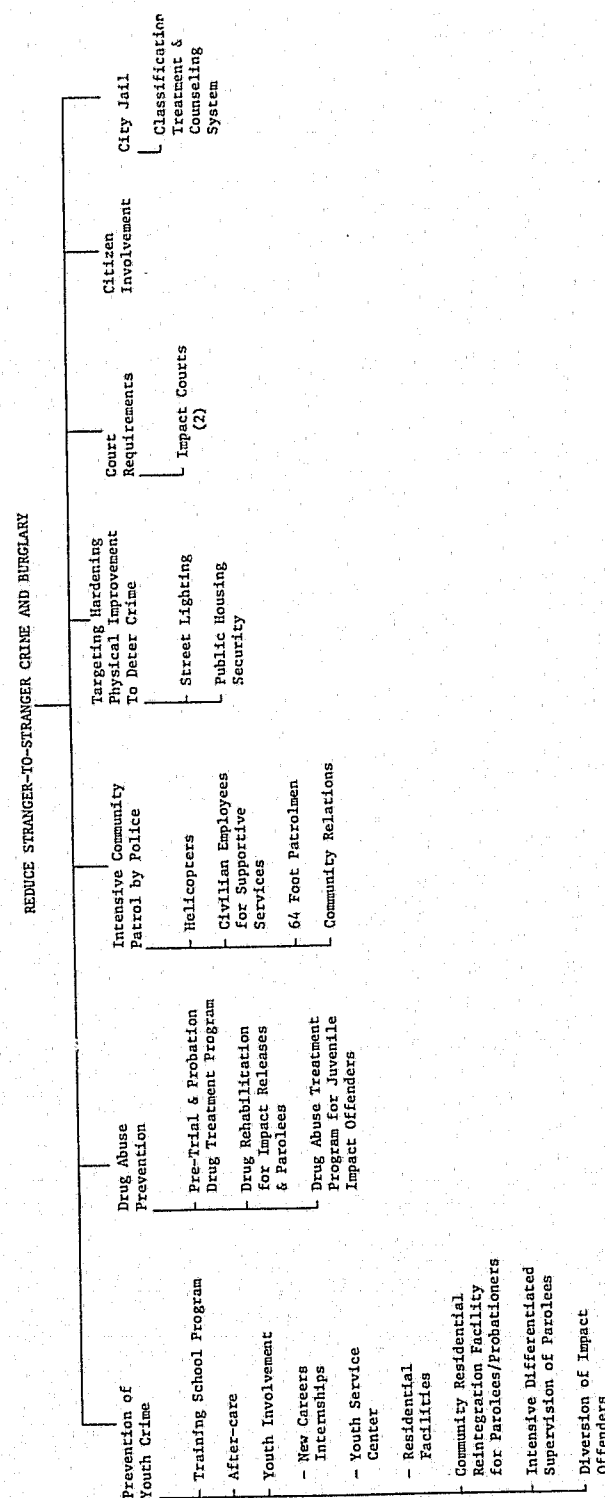 REDUCE STRANGER-TO-STRANGER CRIME AND BURGLARY
Prevention of
Youth Crime
Training School Program
After-care
Youth Involvement
- New Careers
Internships
- Youth Service
Center
- Residential
Facilities
Community Residential
Reintegration Facility
for Parolees/Probationers
Intensive Differentiated
Supervision of Parolees
Diversion of Impact
Offenders
Drug Abuse
Prevention
Pre-Trial & Probation
Drug Treatment Program
Drug Rehabilitation
for Impact Releases
& Parolees
Drug Abuse Treatment
Program for Juvenile
Impact Offenders
Intensive Community
Patrol by Police
Helicopters
Civilian Employees
for Supportive
Services
64 Foot Patrolmen
Community Relations
Targeting Hardening
Physical Improvement
To Deter Crime
Street Lighting
Public Housing
Security
Court
Requirements
Impact Courts
(2)
Citizen
Involvement
City Jail
Classification
Treatment &
Counseling
System